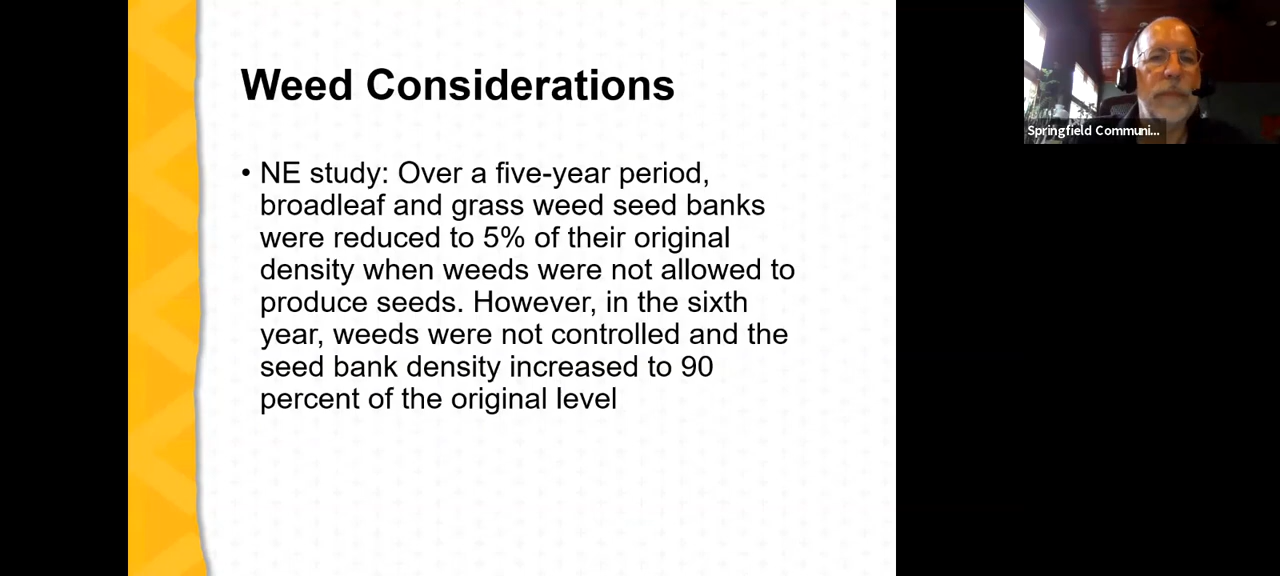 Weed Considerations
• NE study: Over a five-year period,
broadleaf and grass weed seed banks
were reduced to 5% of their original
density when weeds were not allowed to
produce seeds. However, in the sixth
year, weeds were not controlled and the
seed bank density increased to 90
percent of the original level
Springfield Communi...